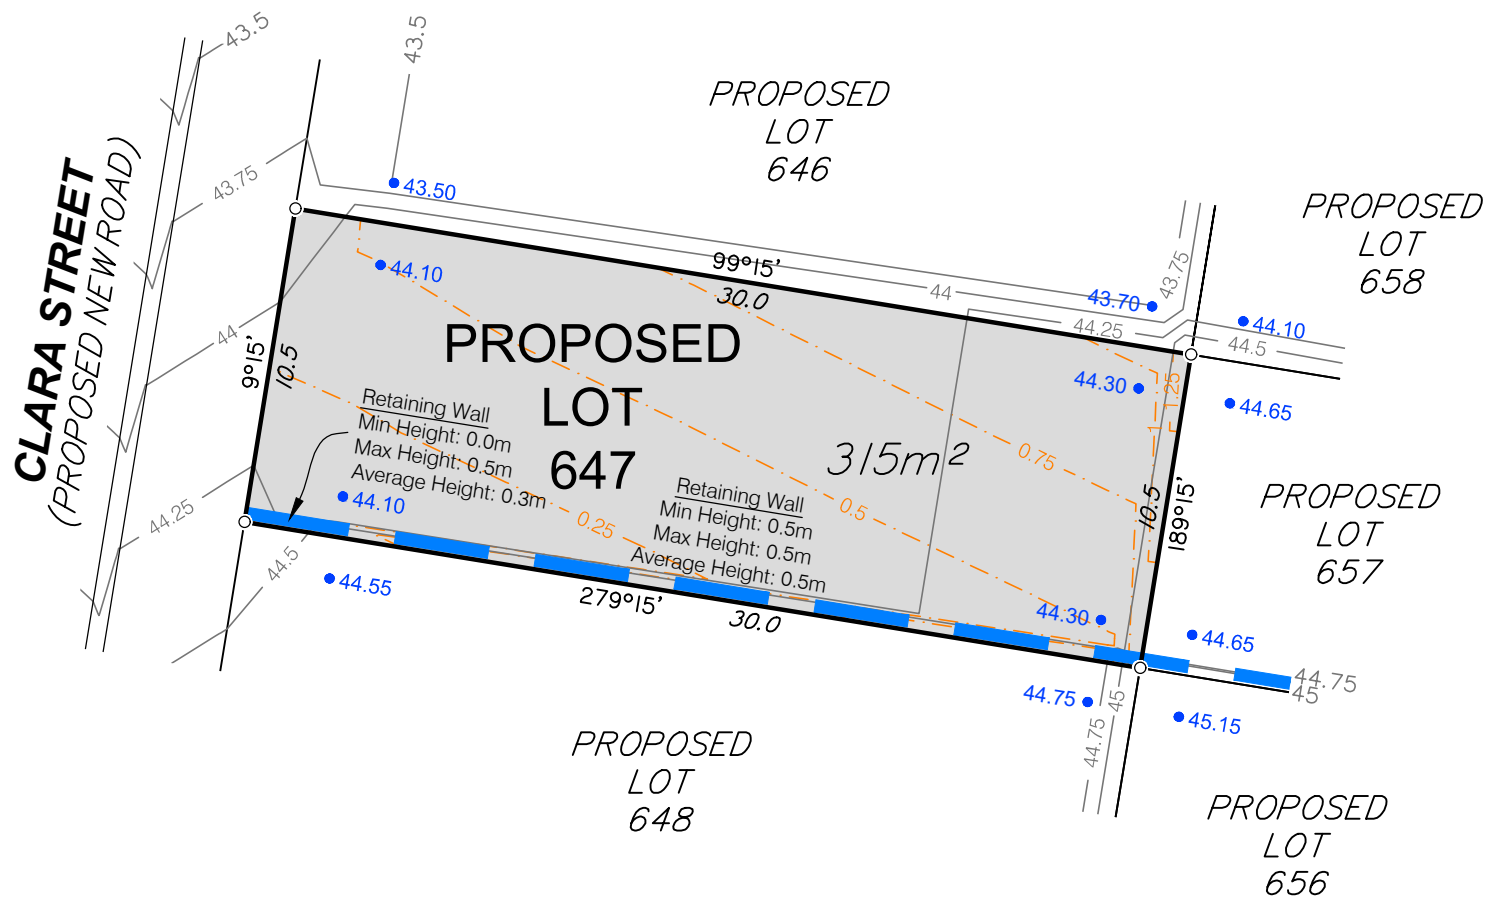 43.5
43.5
PROPOSED
LOT
646
CLARA STREET
(PROPOSED NEW ROAD)
43.75
43.50
PROPOSED
LOT
658
44.10
99°15'
30.0
44
43.75
43.70
44.25
44.10
44.5
44
9°15'
10.5
PROPOSED
LOT
647
44.30
1.25
1
44.65
Retaining Wall
Min Height: 0.0m
Max Height: 0.5m
Average Height: 0.3m
315m²
0.75
0.5
0.25
44.10
Retaining Wall
Min Height: 0.5m
Max Height: 0.5m
Average Height: 0.5m
10.5
189°15'
PROPOSED
LOT
657
44.25
44.5
44.55
279°15'
30.0
44.30
44.65
44.75
45
44.75
45
44.75
45.15
PROPOSED
LOT
648
PROPOSED
LOT
656